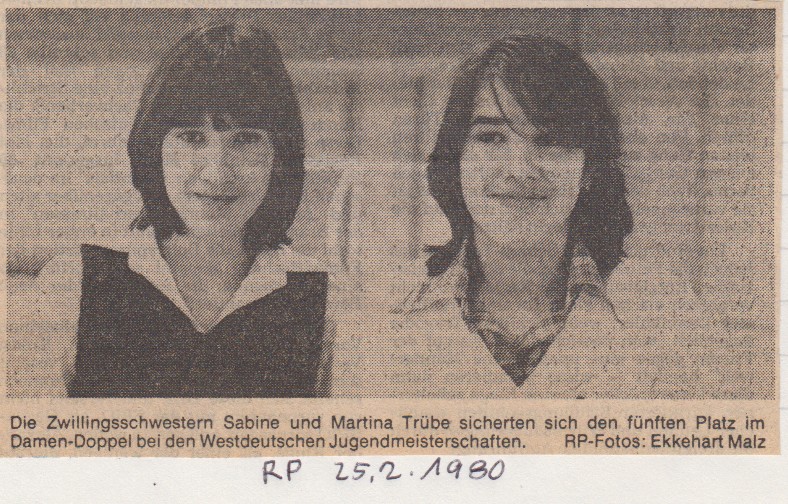 Die Zwillingsschwestern Sabine und Martina Trübe sicherten sich den fünften Platz im
Damen-Doppel bei den Westdeutschen Jugendmeisterschaften. RP-Fotos: Ekkehart Malz
RP 25.2.1980